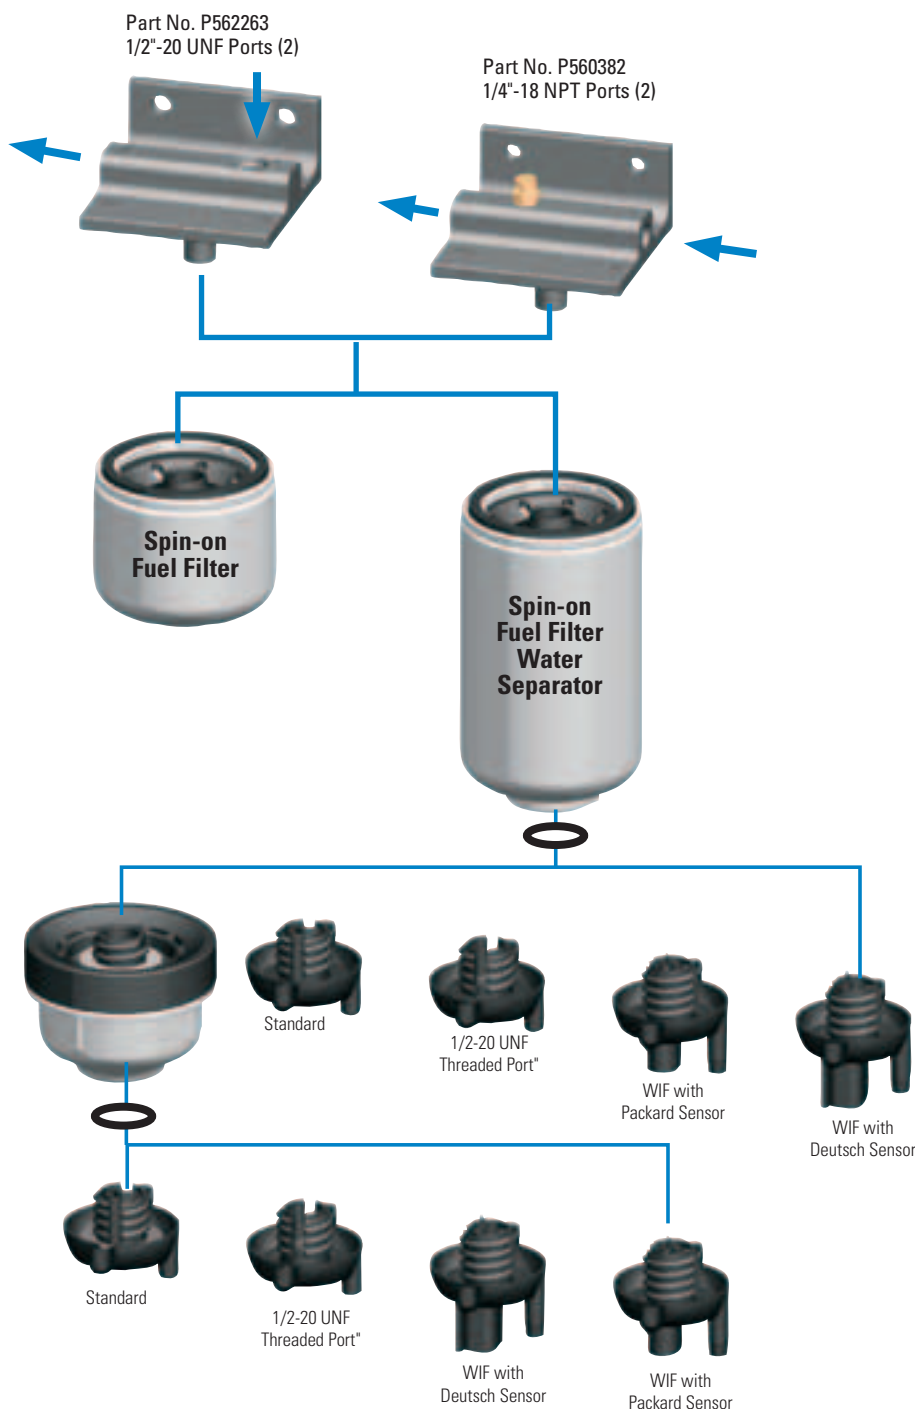 Part No. P562263
1/2"-20 UNF Ports (2)
Part No. P560382
1/4"-18 NPT Ports (2)
Spin-on
Fuel Filter
Spin-on
Fuel Filter
Water
Separator
Standard
1/2-20 UNF
Threaded Port"
WIF with
Packard Sensor
WIF with
Deutsch Sensor
Standard
1/2-20 UNF
Threaded Port"
WIF with
Deutsch Sensor
WIF with
Packard Sensor